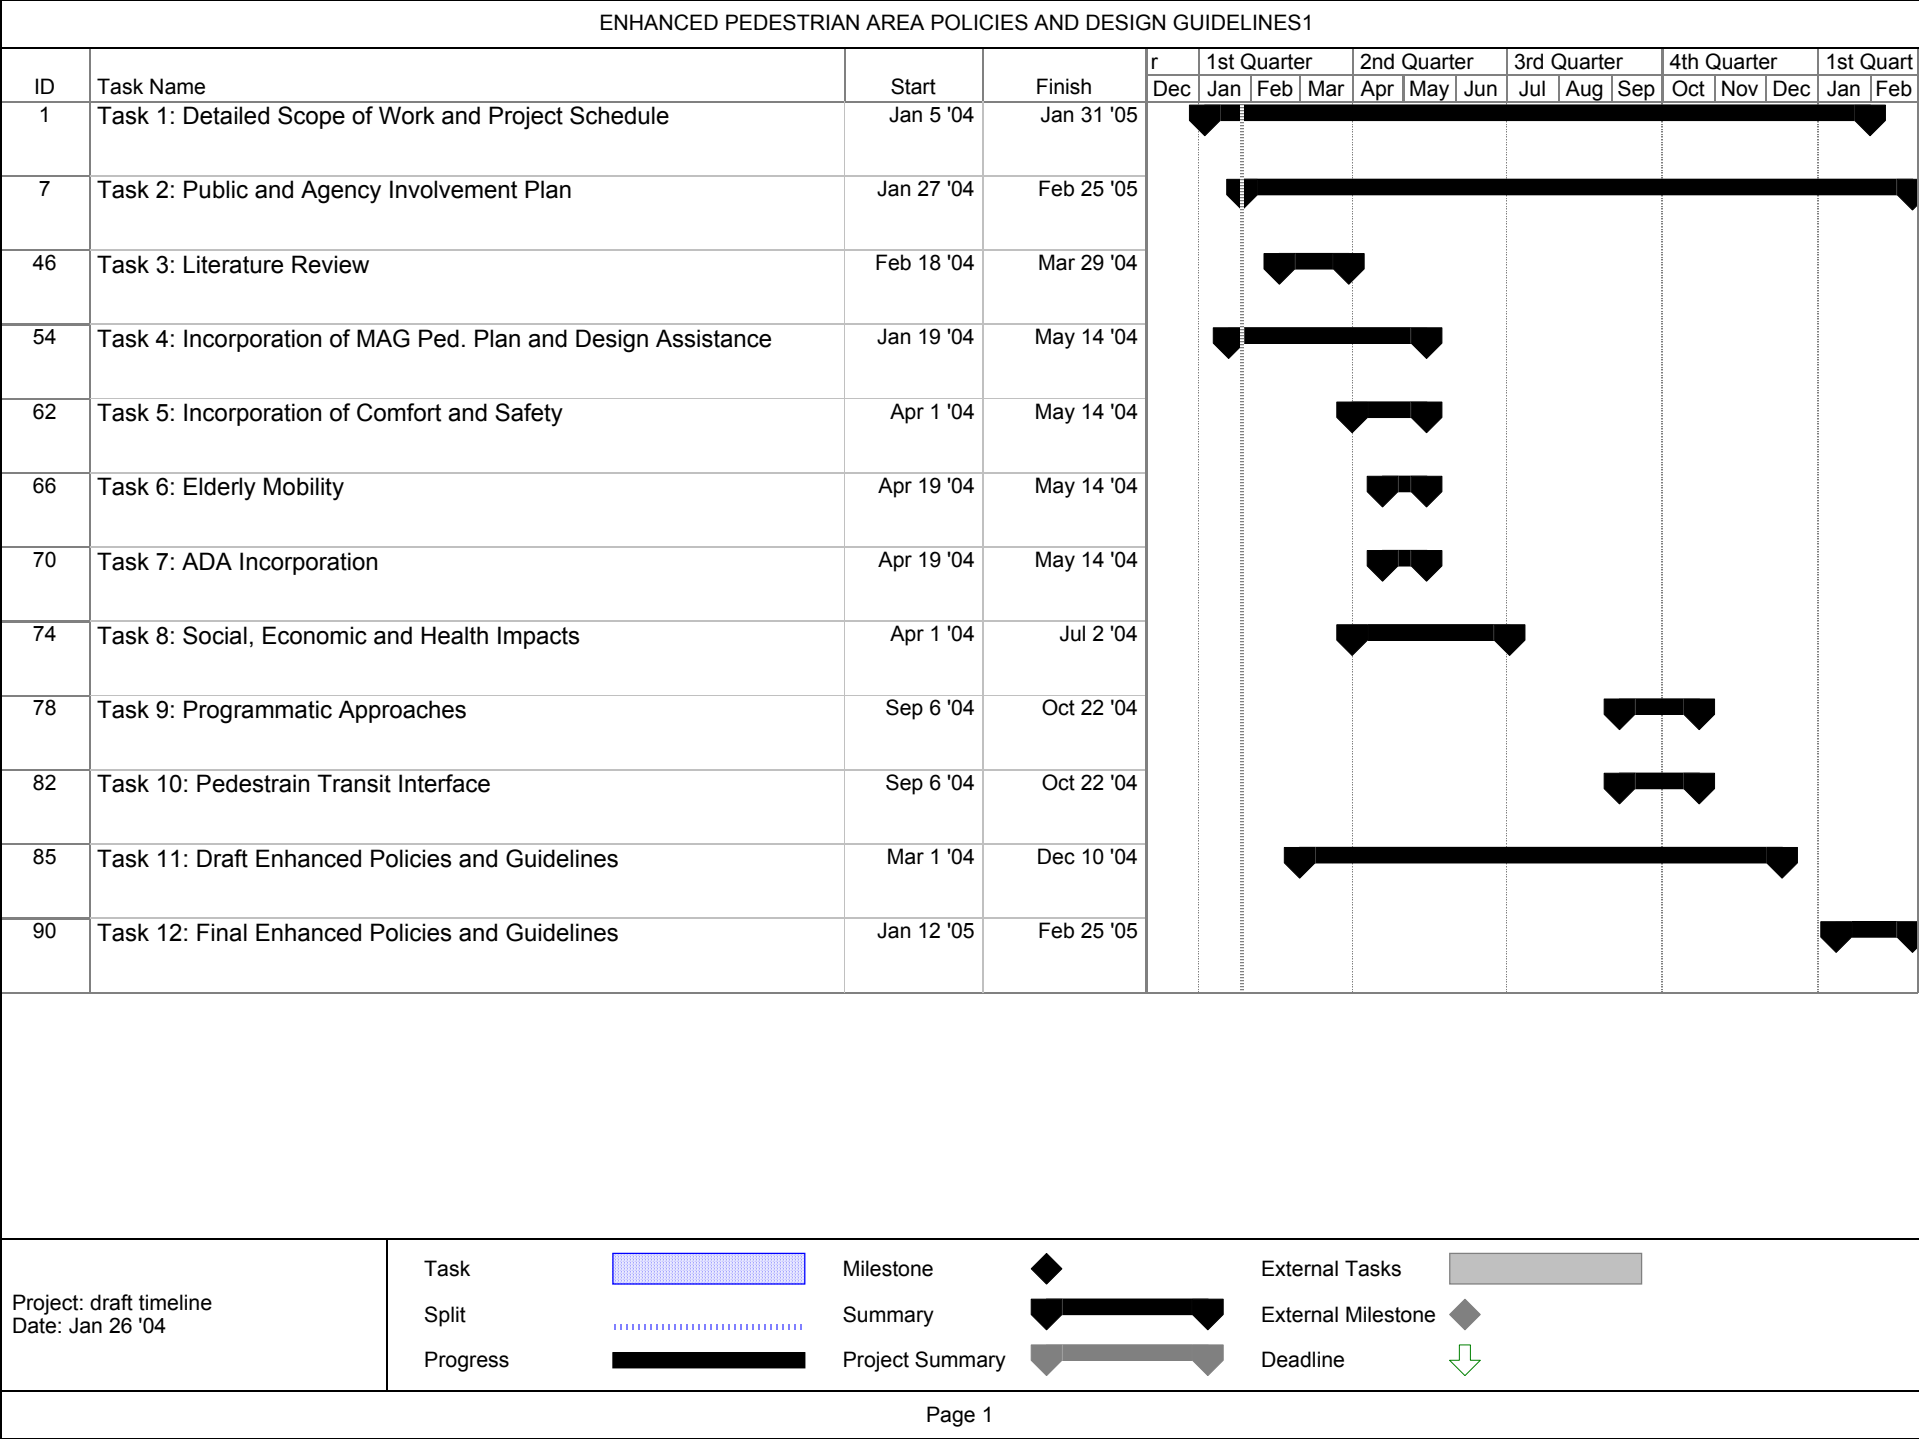 ENHANCED PEDESTRIAN AREA POLICIES AND DESIGN GUIDELINES1
r 1st Quarter 2nd Quarter 3rd Quarter 4th Quarter 1st Quart
ID Task Name Start Finish Dec Jan Feb Mar Apr May Jun Jul Aug Sep Oct Nov Dec Jan Feb
1 Task 1: Detailed Scope of Work and Project Schedule Jan 5 '04 Jan 31 '05
7 Task 2: Public and Agency Involvement Plan Jan 27 '04 Feb 25 '05
46 Task 3: Literature Review Feb 18 '04 Mar 29 '04
54 Task 4: Incorporation of MAG Ped. Plan and Design Assistance Jan 19 '04 May 14 '04
62 Task 5: Incorporation of Comfort and Safety Apr 1 '04 May 14 '04
66 Task 6: Elderly Mobility Apr 19 '04 May 14 '04
70 Task 7: ADA Incorporation Apr 19 '04 May 14 '04
74 Task 8: Social, Economic and Health Impacts Apr 1 '04 Jul 2 '04
78 Task 9: Programmatic Approaches Sep 6 '04 Oct 22 '04
82 Task 10: Pedestrain Transit Interface Sep 6 '04 Oct 22 '04
85 Task 11: Draft Enhanced Policies and Guidelines Mar 1 '04 Dec 10 '04
90 Task 12: Final Enhanced Policies and Guidelines Jan 12 '05 Feb 25 '05
Project: draft timeline
Date: Jan 26 '04
Task Milestone External Tasks
Split Summary External Milestone
Progress Project Summary Deadline
Page 1